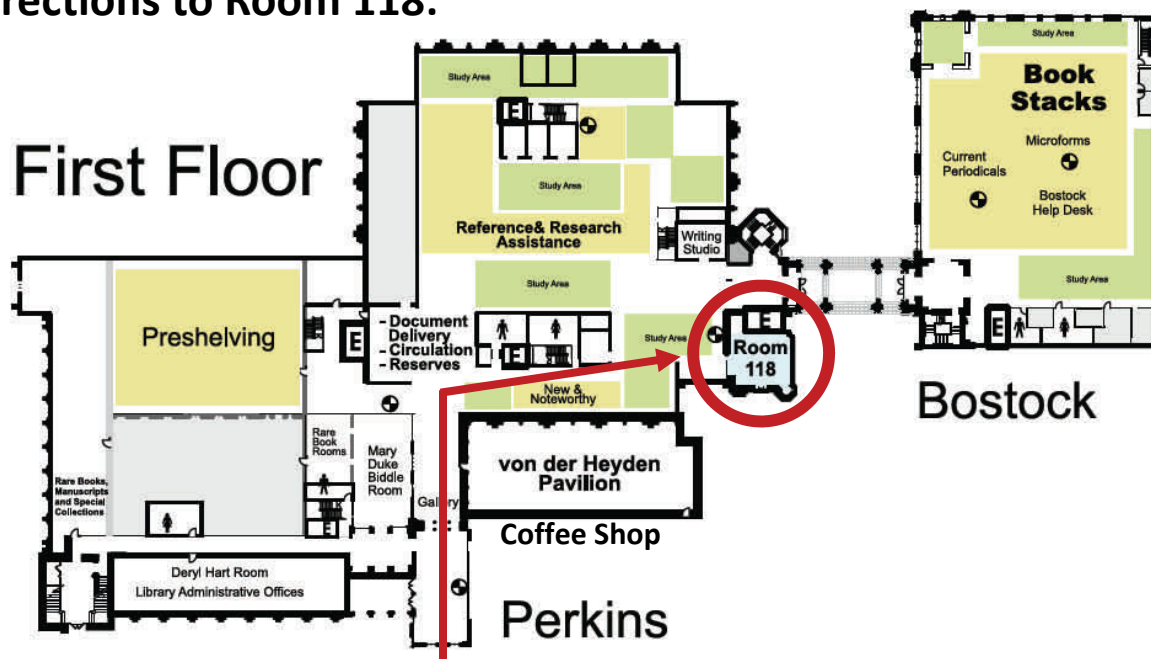 rections to Room 118:
First Floor
Study Area
E
Study Area
Reference& Research
Assistance
Writing
Studio
Study Area
Preshelving
E
- Document
Delivery
- Circulation
- Reserves
E
Study Area
E
Room
118
New &
Noteworthy
Rare
Book
Rooms
Mary
Duke
Biddle
Room
Gallery
von der Heyden
Pavilion
Coffee Shop
Rare Books,
Manuscripts
and Special
Collections
E
Deryl Hart Room
Library Administrative Offices
Perkins
Study Area
Book
Stacks
Microforms
Current
Periodicals
Bostock
Help Desk
Study Area
E
Bostock